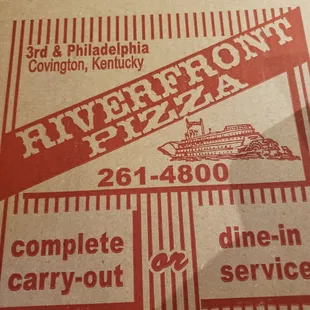 3rd & Philadelphia
Covington, Kentucky
RIVERFRONT
PIZZA
261-4800
complete
carry-out
or
dine-in
service